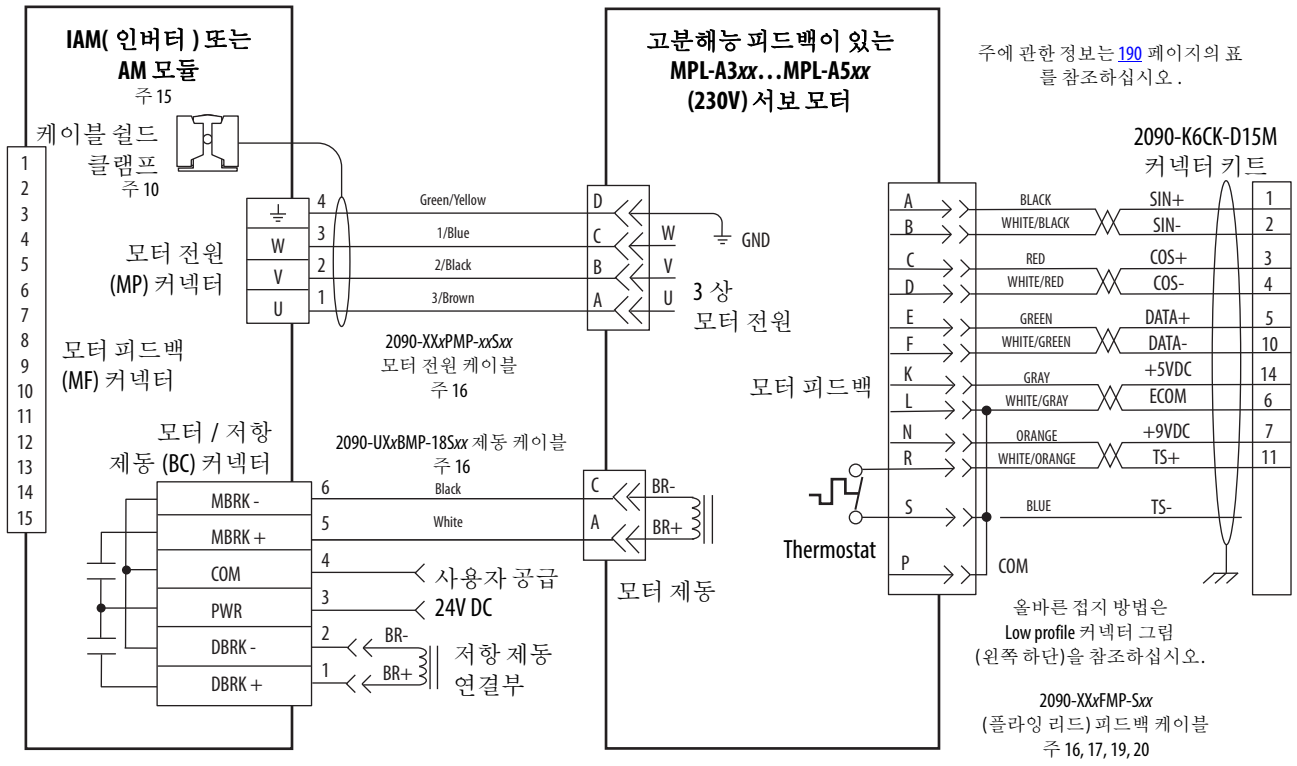 IAM( 인버터 ) 또는
AM 모듈
주 15
케이블 쉴드
클램프
주 10
1
2
3
4
5
6
7
8
9
10
11
12
13
14
15
모터 전원
(MP) 커넥터
W
V
U
4
3
2
1
Green/Yellow
1/Blue
2/Black
3/Brown
2090-XXxPMP-xxSxx
모터 전원 케이블
주 16
모터 피드백
(MF) 커넥터
모터 / 저항
제동 (BC) 커넥터
MBRK -
MBRK +
COM
PWR
DBRK -
DBRK +
6
5
4
3
2
1
2090-UXxBMP-18Sxx 제동 케이블
주 16
Black
White
사용자 공급
24V DC
BR-
BR+
저항 제동
연결부
고분해능 피드백이 있는
MPL-A3xx…MPL-A5xx
(230V) 서보 모터
D
C
B
A
W
V
U
GND
3 상
모터 전원
C
A
BR-
BR+
모터 제동
모터 피드백
Thermostat
A
B
C
D
E
F
K
L
N
R
S
P
주에 관한 정보는 190 페이지의 표
를 참조하십시오 .
2090-K6CK-D15M
커넥터 키트
BLACK SIN+ 1
WHITE/BLACK SIN- 2
RED COS+ 3
WHITE/RED COS- 4
GREEN DATA+ 5
WHITE/GREEN DATA- 10
GRAY +5VDC 14
WHITE/GRAY ECOM 6
ORANGE +9VDC 7
WHITE/ORANGE TS+ 11
BLUE TS-
COM
올바른 접지 방법은
Low profile 커넥터 그림
(왼쪽 하단)을 참조하십시오.
2090-XXxFMP-Sxx
(플라잉 리드) 피드백 케이블
주 16, 17, 19, 20